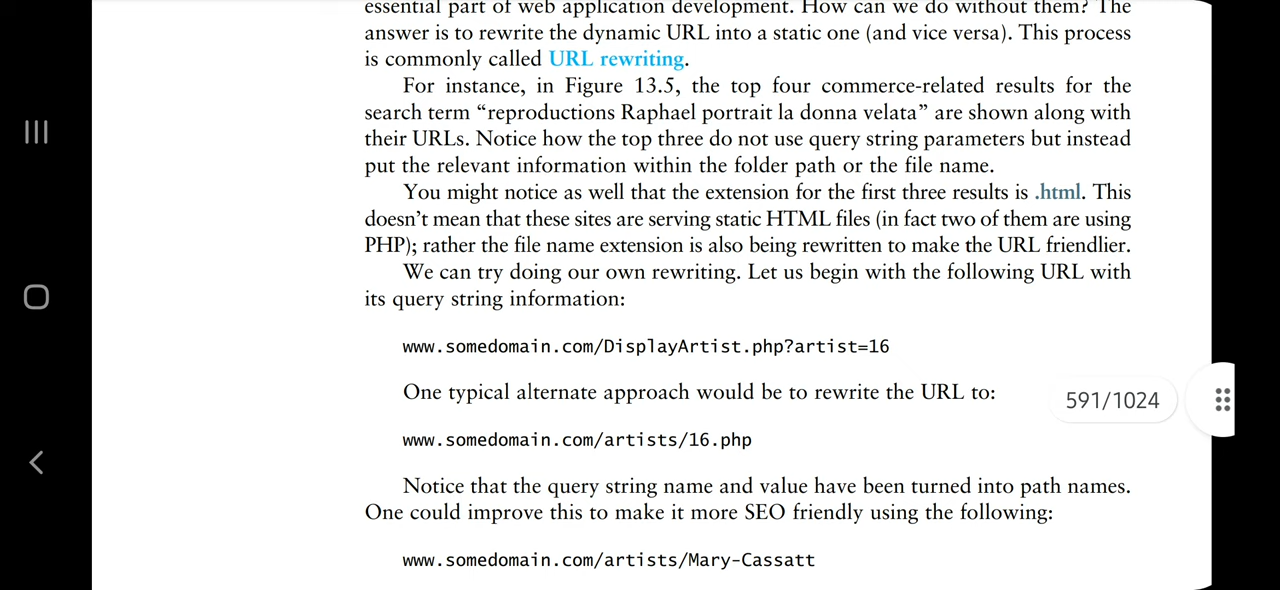 essential part of web application development. How can we do without them? The
answer is to rewrite the dynamic URL into a static one (and vice versa). This process
is commonly called URL rewriting.
For instance, in Figure 13.5, the top four commerce-related results for the
search term “reproductions Raphael portrait la donna velata” are shown along with
their URLs. Notice how the top three do not use query string parameters but instead
put the relevant information within the folder path or the file name.
You might notice as well that the extension for the first three results is .html. This
doesn’t mean that these sites are serving static HTML files (in fact two of them are using
PHP); rather the file name extension is also being rewritten to make the URL friendlier.
We can try doing our own rewriting. Let us begin with the following URL with
its query string information:
www.somedomain.com/DisplayArtist.php?artist=16
One typical alternate approach would be to rewrite the URL to:
591/1024
www.somedomain.com/artists/16.php
Notice that the query string name and value have been turned into path names.
One could improve this to make it more SEO friendly using the following:
www.somedomain.com/artists/Mary-Cassatt